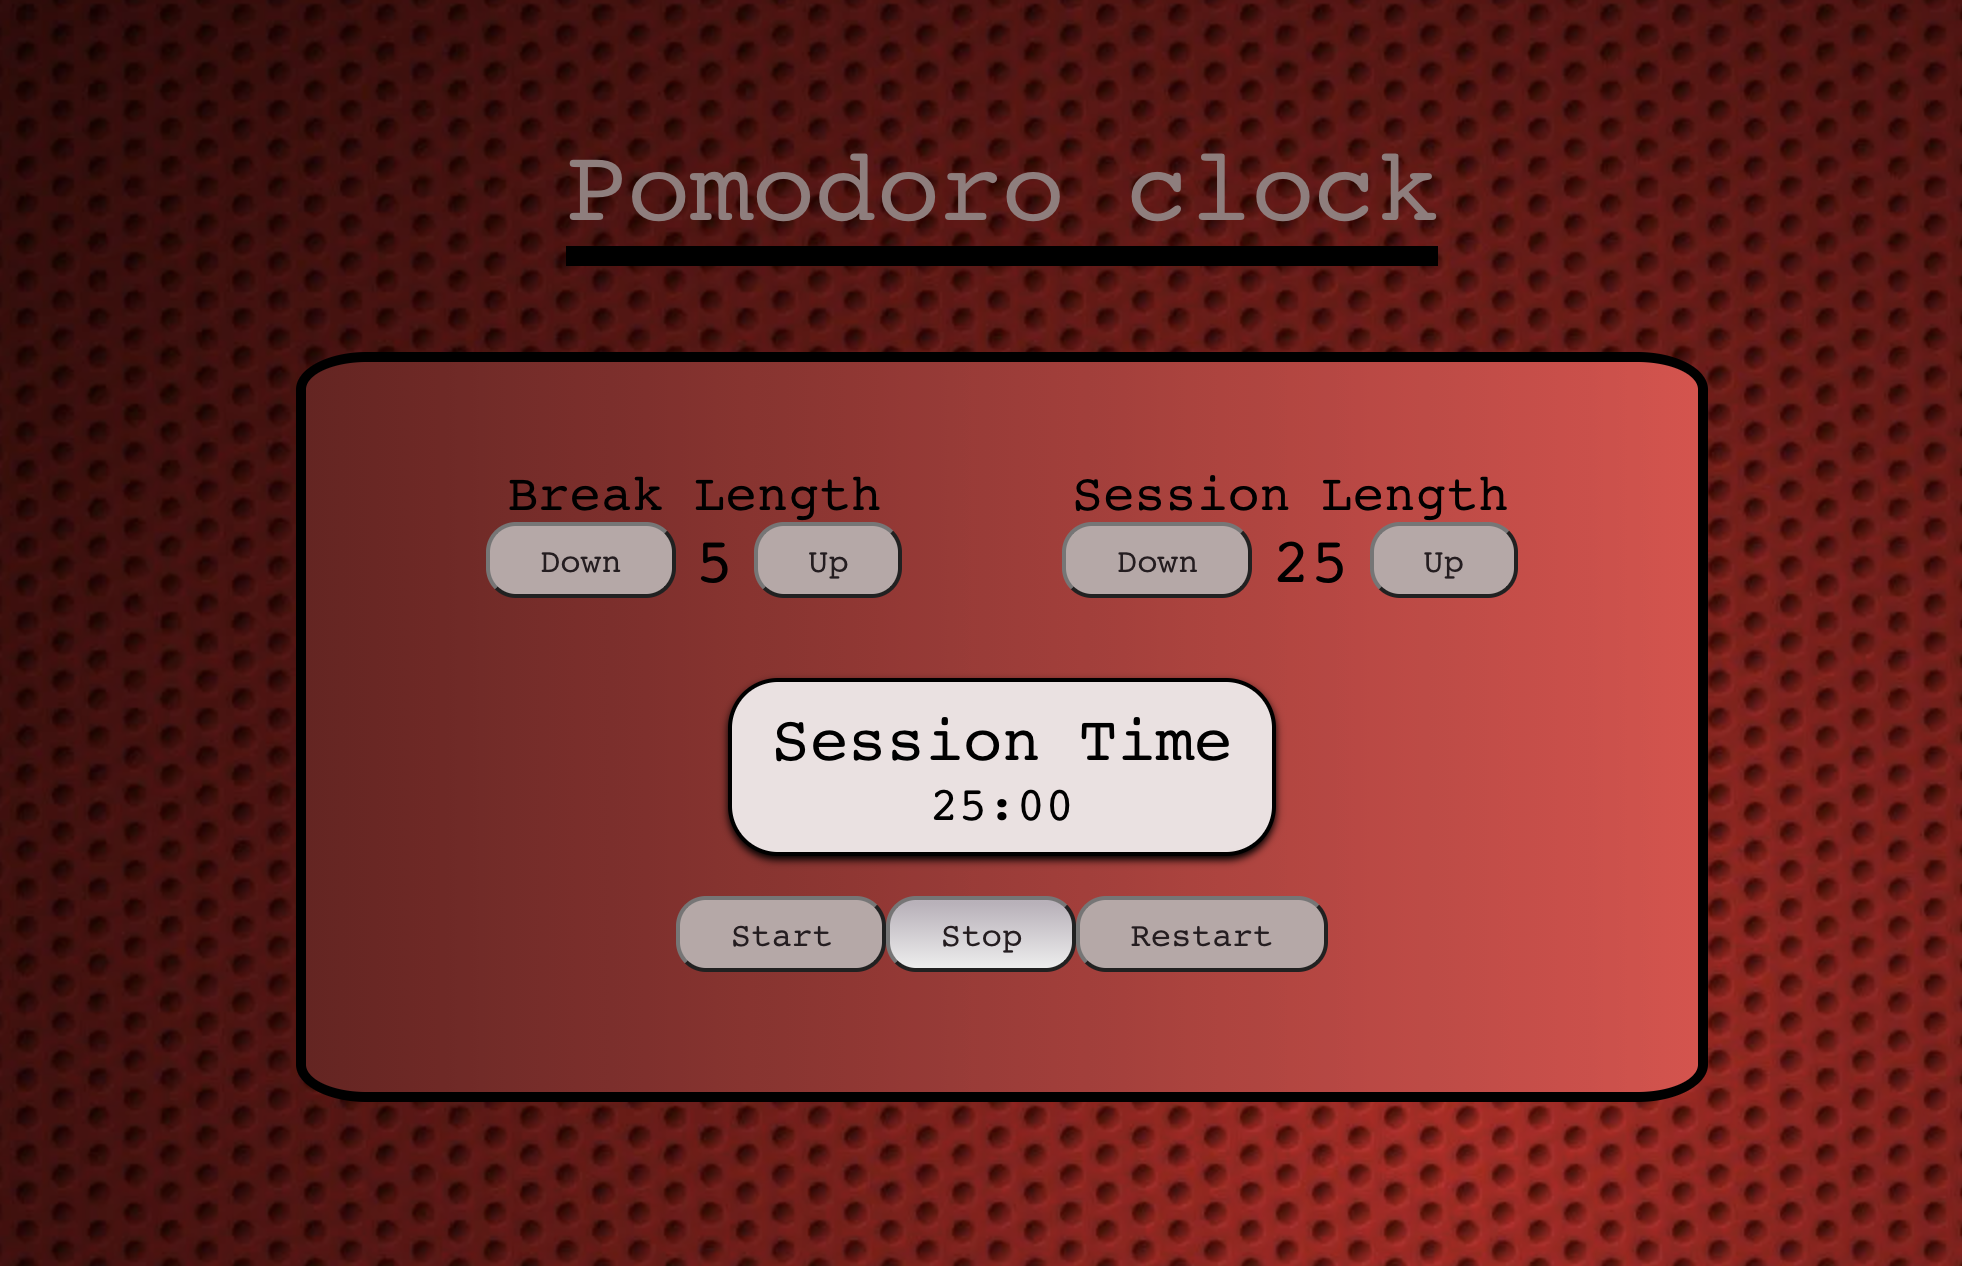 Pomodoro clock
Break Length
Down 5 Up
Session Length
Down 25 Up
Session Time
25:00
Start Stop Restart